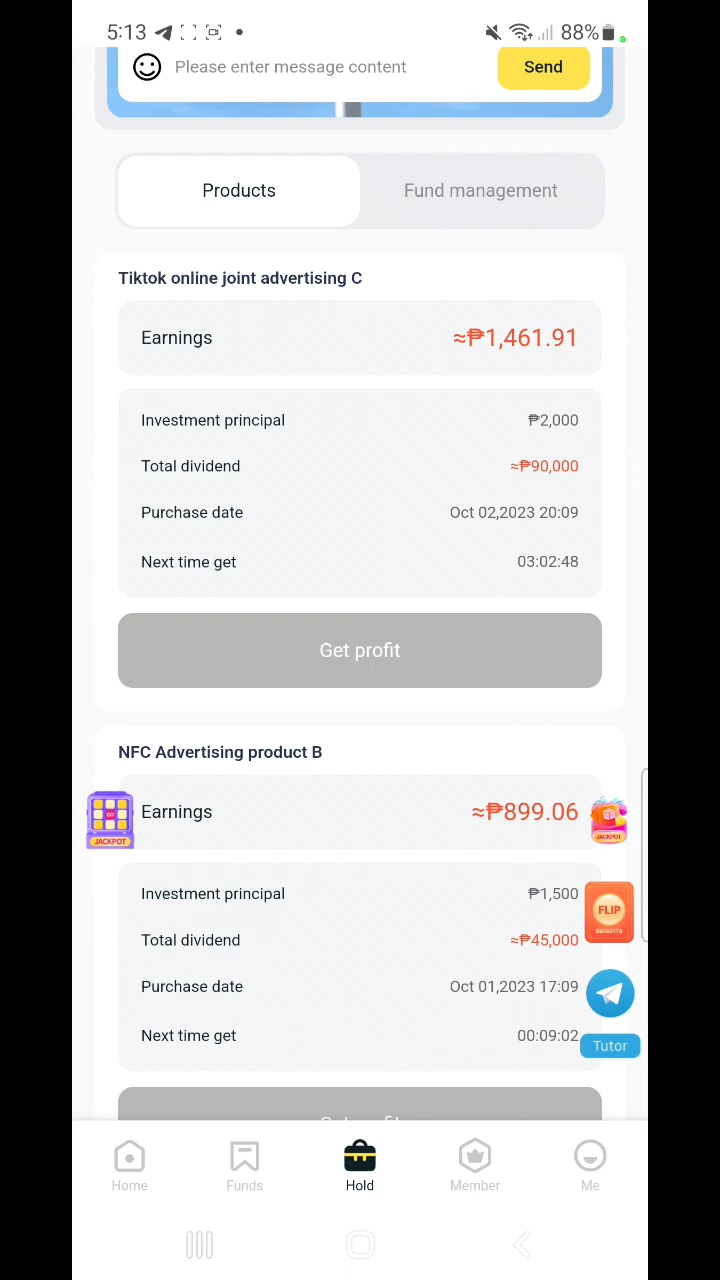 5:13
88%
Please enter message content
Send
Products
Fund management
Tiktok online joint advertising C
Earnings
≈₱1,461.91
Investment principal
₱2,000
Total dividend
≈₱90,000
Purchase date
Oct 02,2023 20:09
Next time get
03:02:48
Get profit
NFC Advertising product B
JACKPOT
Earnings
≈₱899.06
JACKPOT
Investment principal
₱1,500
FLIP
BENEFITS
Total dividend
≈₱45,000
Purchase date
Oct 01,2023 17:09
Next time get
00:09:02
Tutor
Get profit
Home
Funds
Hold
Member
Me